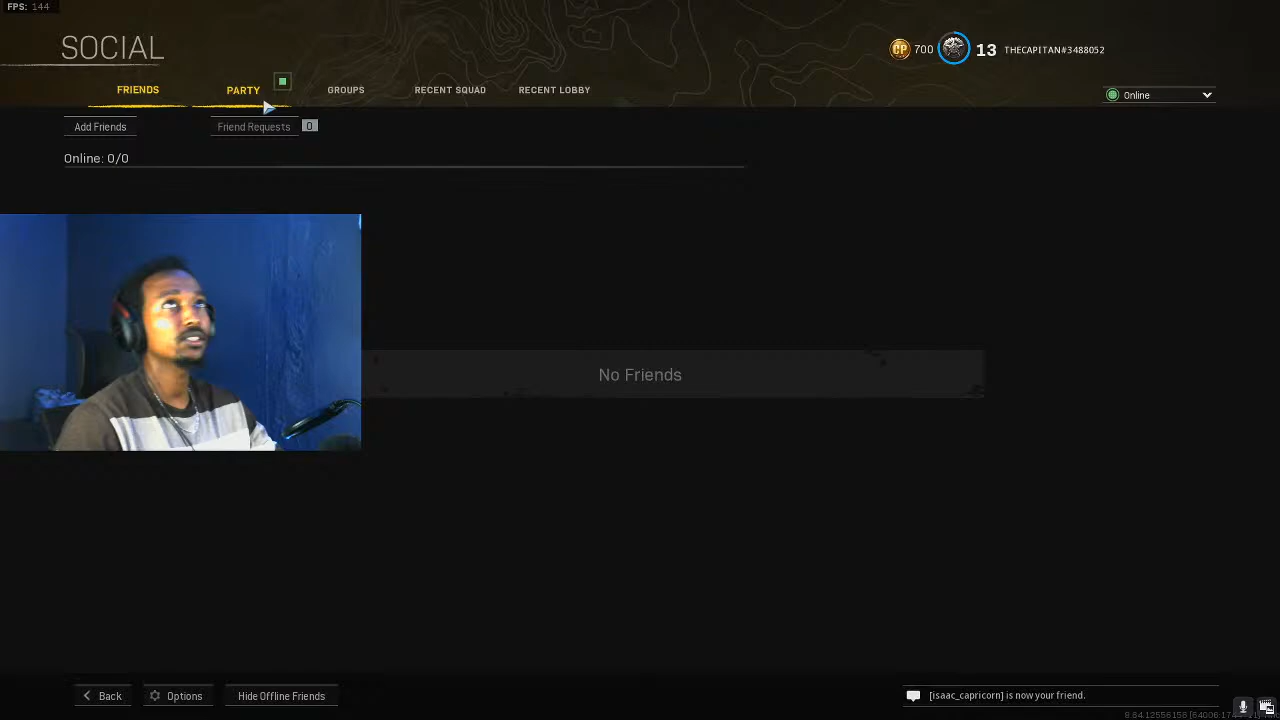 FPS: 144
SOCIAL
CP 700 13 THECAPITAN#3488052
FRIENDS PARTY GROUPS RECENT SQUAD RECENT LOBBY
Online
Add Friends Friend Requests 0
Online: 0/0
No Friends
Back Options Hide Offline Friends
[isaac_capricorn] is now your friend.